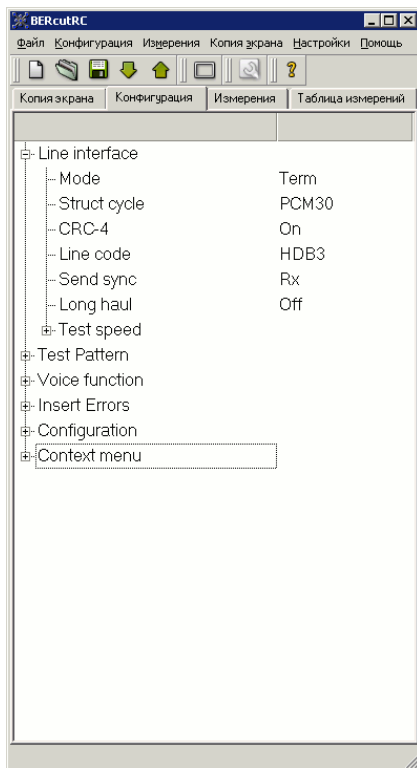 BERcutRC
Файл Конфигурация Измерения Копия экрана Настройки Помощь
Копия экрана Конфигурация Измерения Таблица измерений
Line interface
Mode Term
Struct cycle PCM30
CRC-4 On
Line code HDB3
Send sync Rx
Long haul Off
Test speed
Test Pattern
Voice function
Insert Errors
Configuration
Context menu